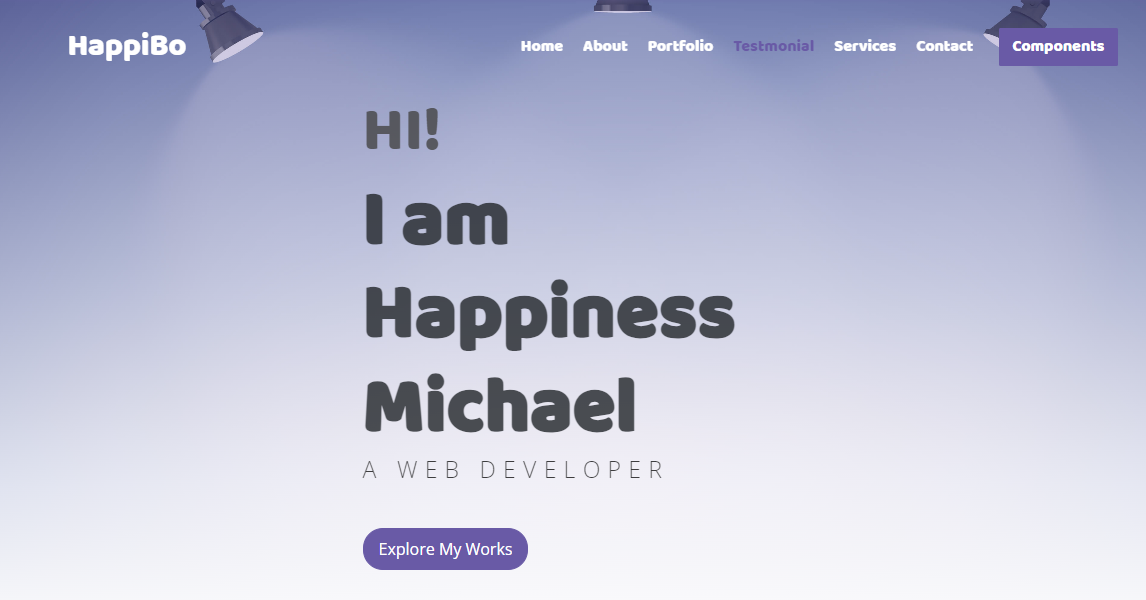 HappiBo
Home About Portfolio Testmonial Services Contact Components
HI!
I am
Happiness
Michael
A WEB DEVELOPER
Explore My Works